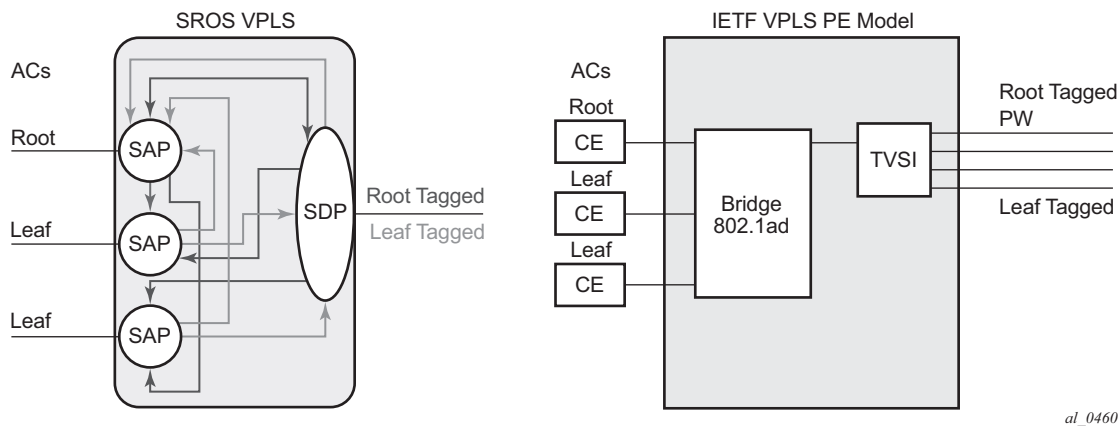 SROS VPLS
ACs
Root
SAP
Leaf
SAP
Leaf
SAP
SDP
Root Tagged
Leaf Tagged
IETF VPLS PE Model
ACs
Root
CE
Leaf
CE
Leaf
CE
Bridge
802.1ad
TVSI
Root Tagged
PW
Leaf Tagged
al_0460